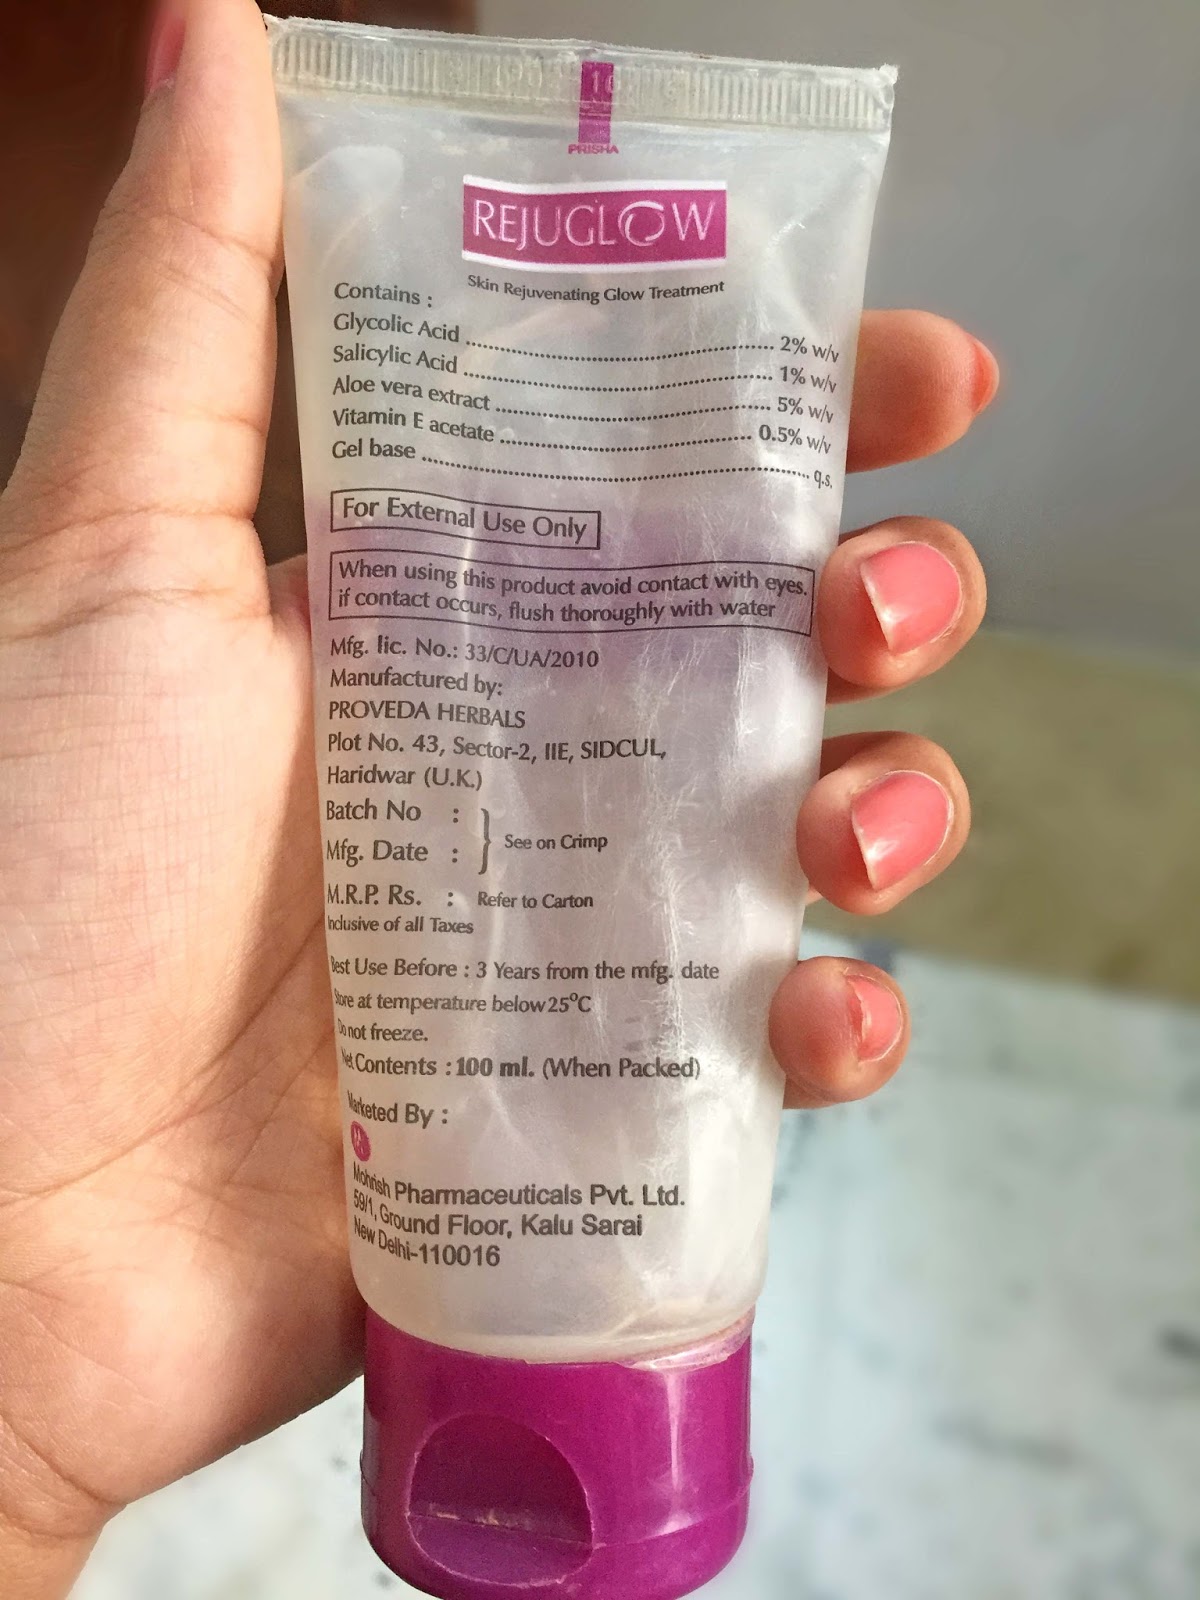 PRISHA
REJUGLOW
Skin Rejuvenating Glow Treatment
Contains :
Glycolic Acid ........ 2% w/v
Salicylic Acid ........ 1% w/v
Aloe vera extract ........ 5% w/v
Vitamin E acetate ........ 0.5% w/v
Gel base ........ q.s.
For External Use Only
When using this product avoid contact with eyes.
if contact occurs, flush thoroughly with water
Mfg. lic. No.: 33/C/UA/2010
Manufactured by:
PROVEDA HERBALS
Plot No. 43, Sector-2, IIE, SIDCUL,
Haridwar (U.K.)
Batch No :
Mfg. Date :
} See on Crimp
M.R.P. Rs. : Refer to Carton
Inclusive of all Taxes
Best Use Before : 3 Years from the mfg. date
Store at temperature below 25°C
Do not freeze.
Net Contents : 100 ml. (When Packed)
Marketed By :
Mohrish Pharmaceuticals Pvt. Ltd.
59/1, Ground Floor, Kalu Sarai
New Delhi-110016